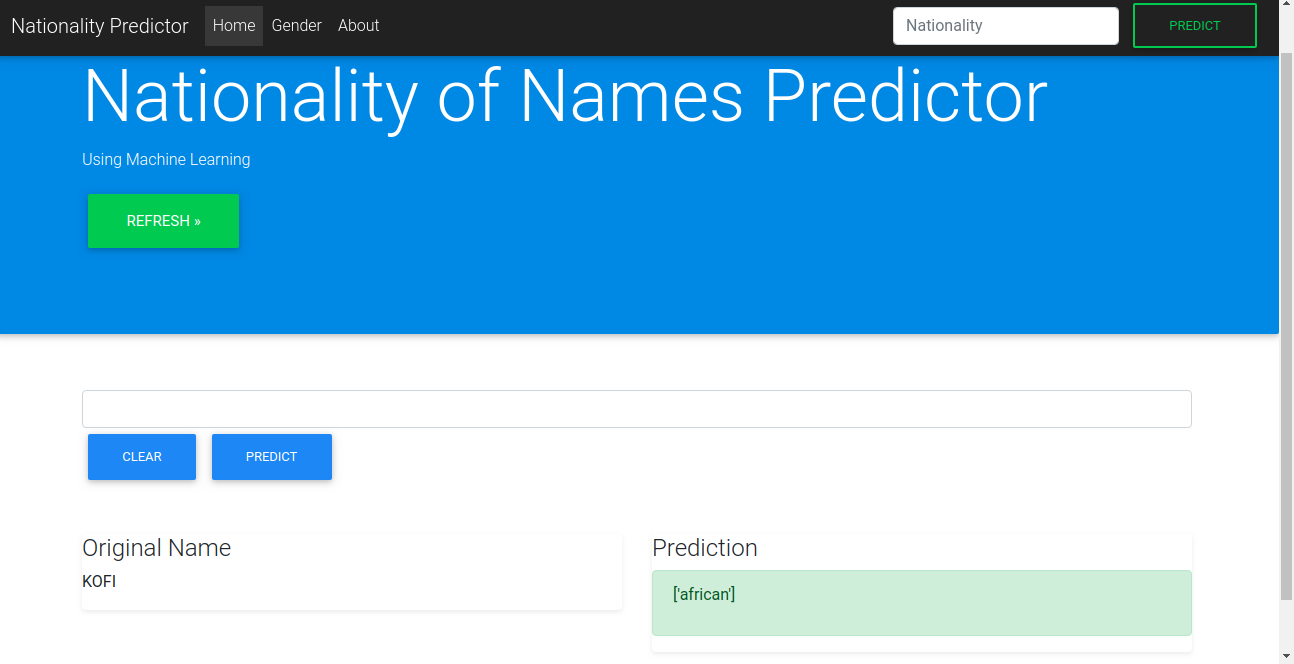 Nationality Predictor Home Gender About Nationality PREDICT
Nationality of Names Predictor
Using Machine Learning
REFRESH »
CLEAR PREDICT
Original Name
KOFI
Prediction
['african']